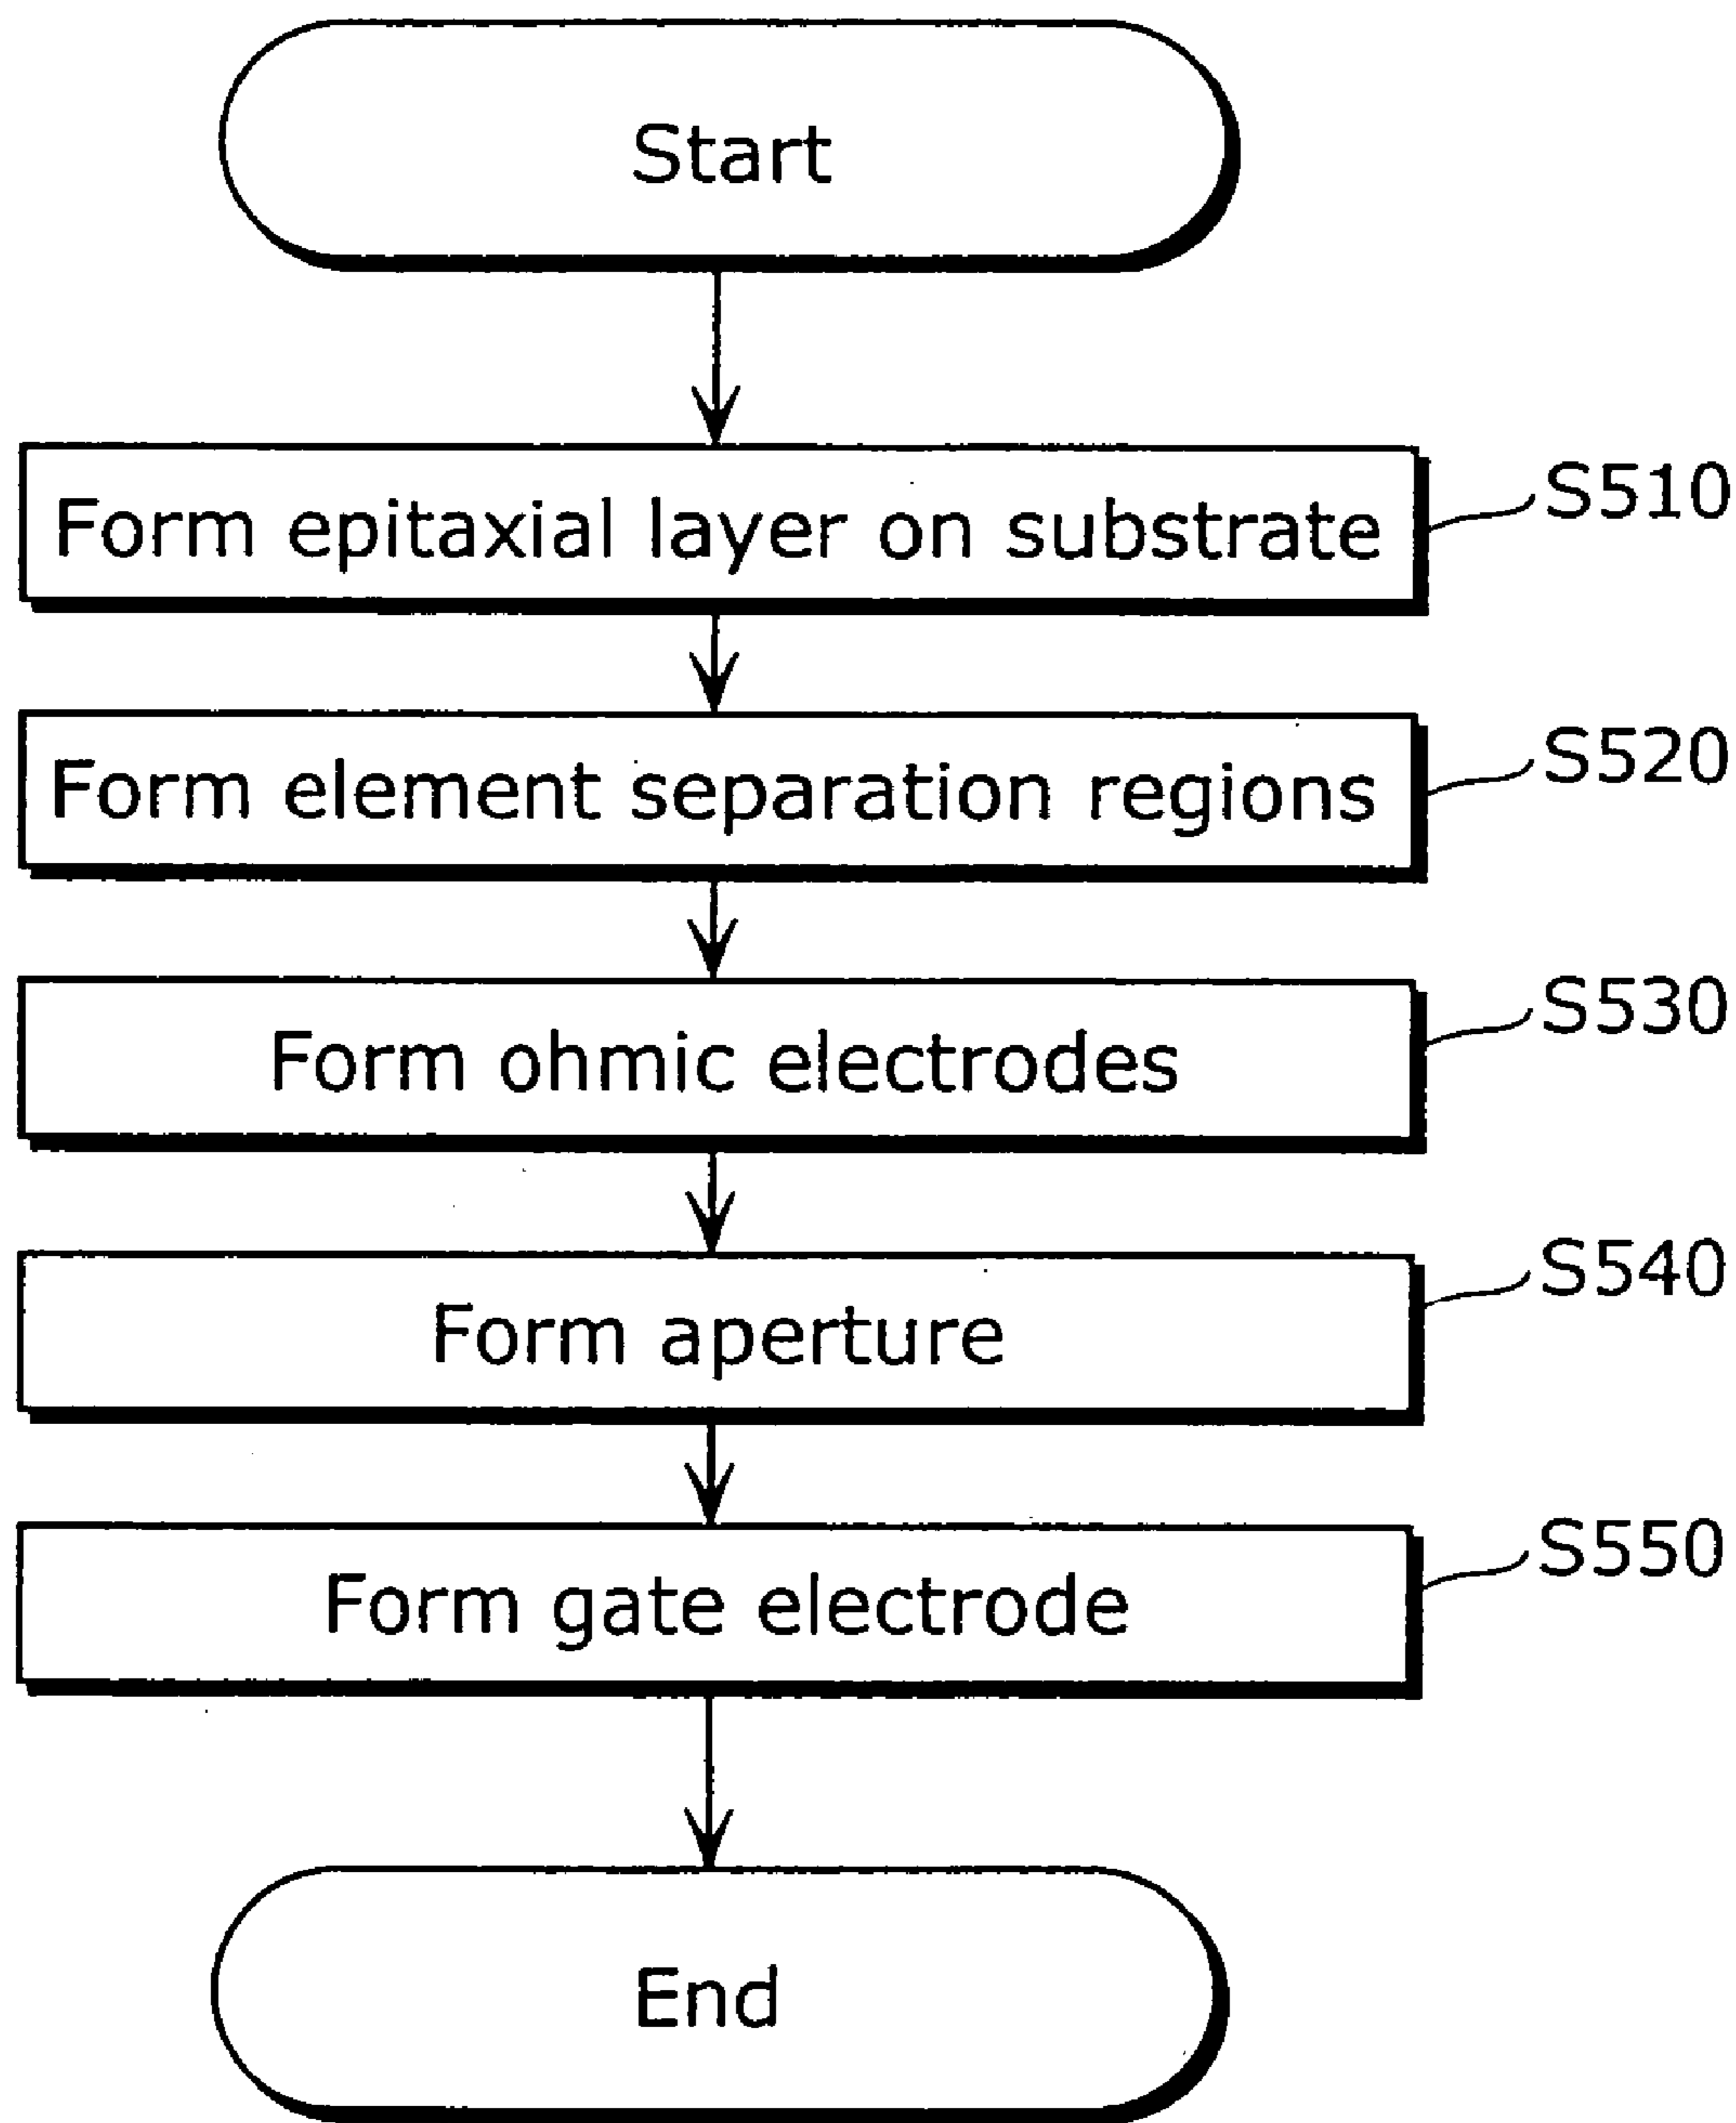 Start
Form epitaxial layer on substrate
S510
Form element separation regions
S520
Form ohmic electrodes
S530
Form aperture
S540
Form gate electrode
S550
End